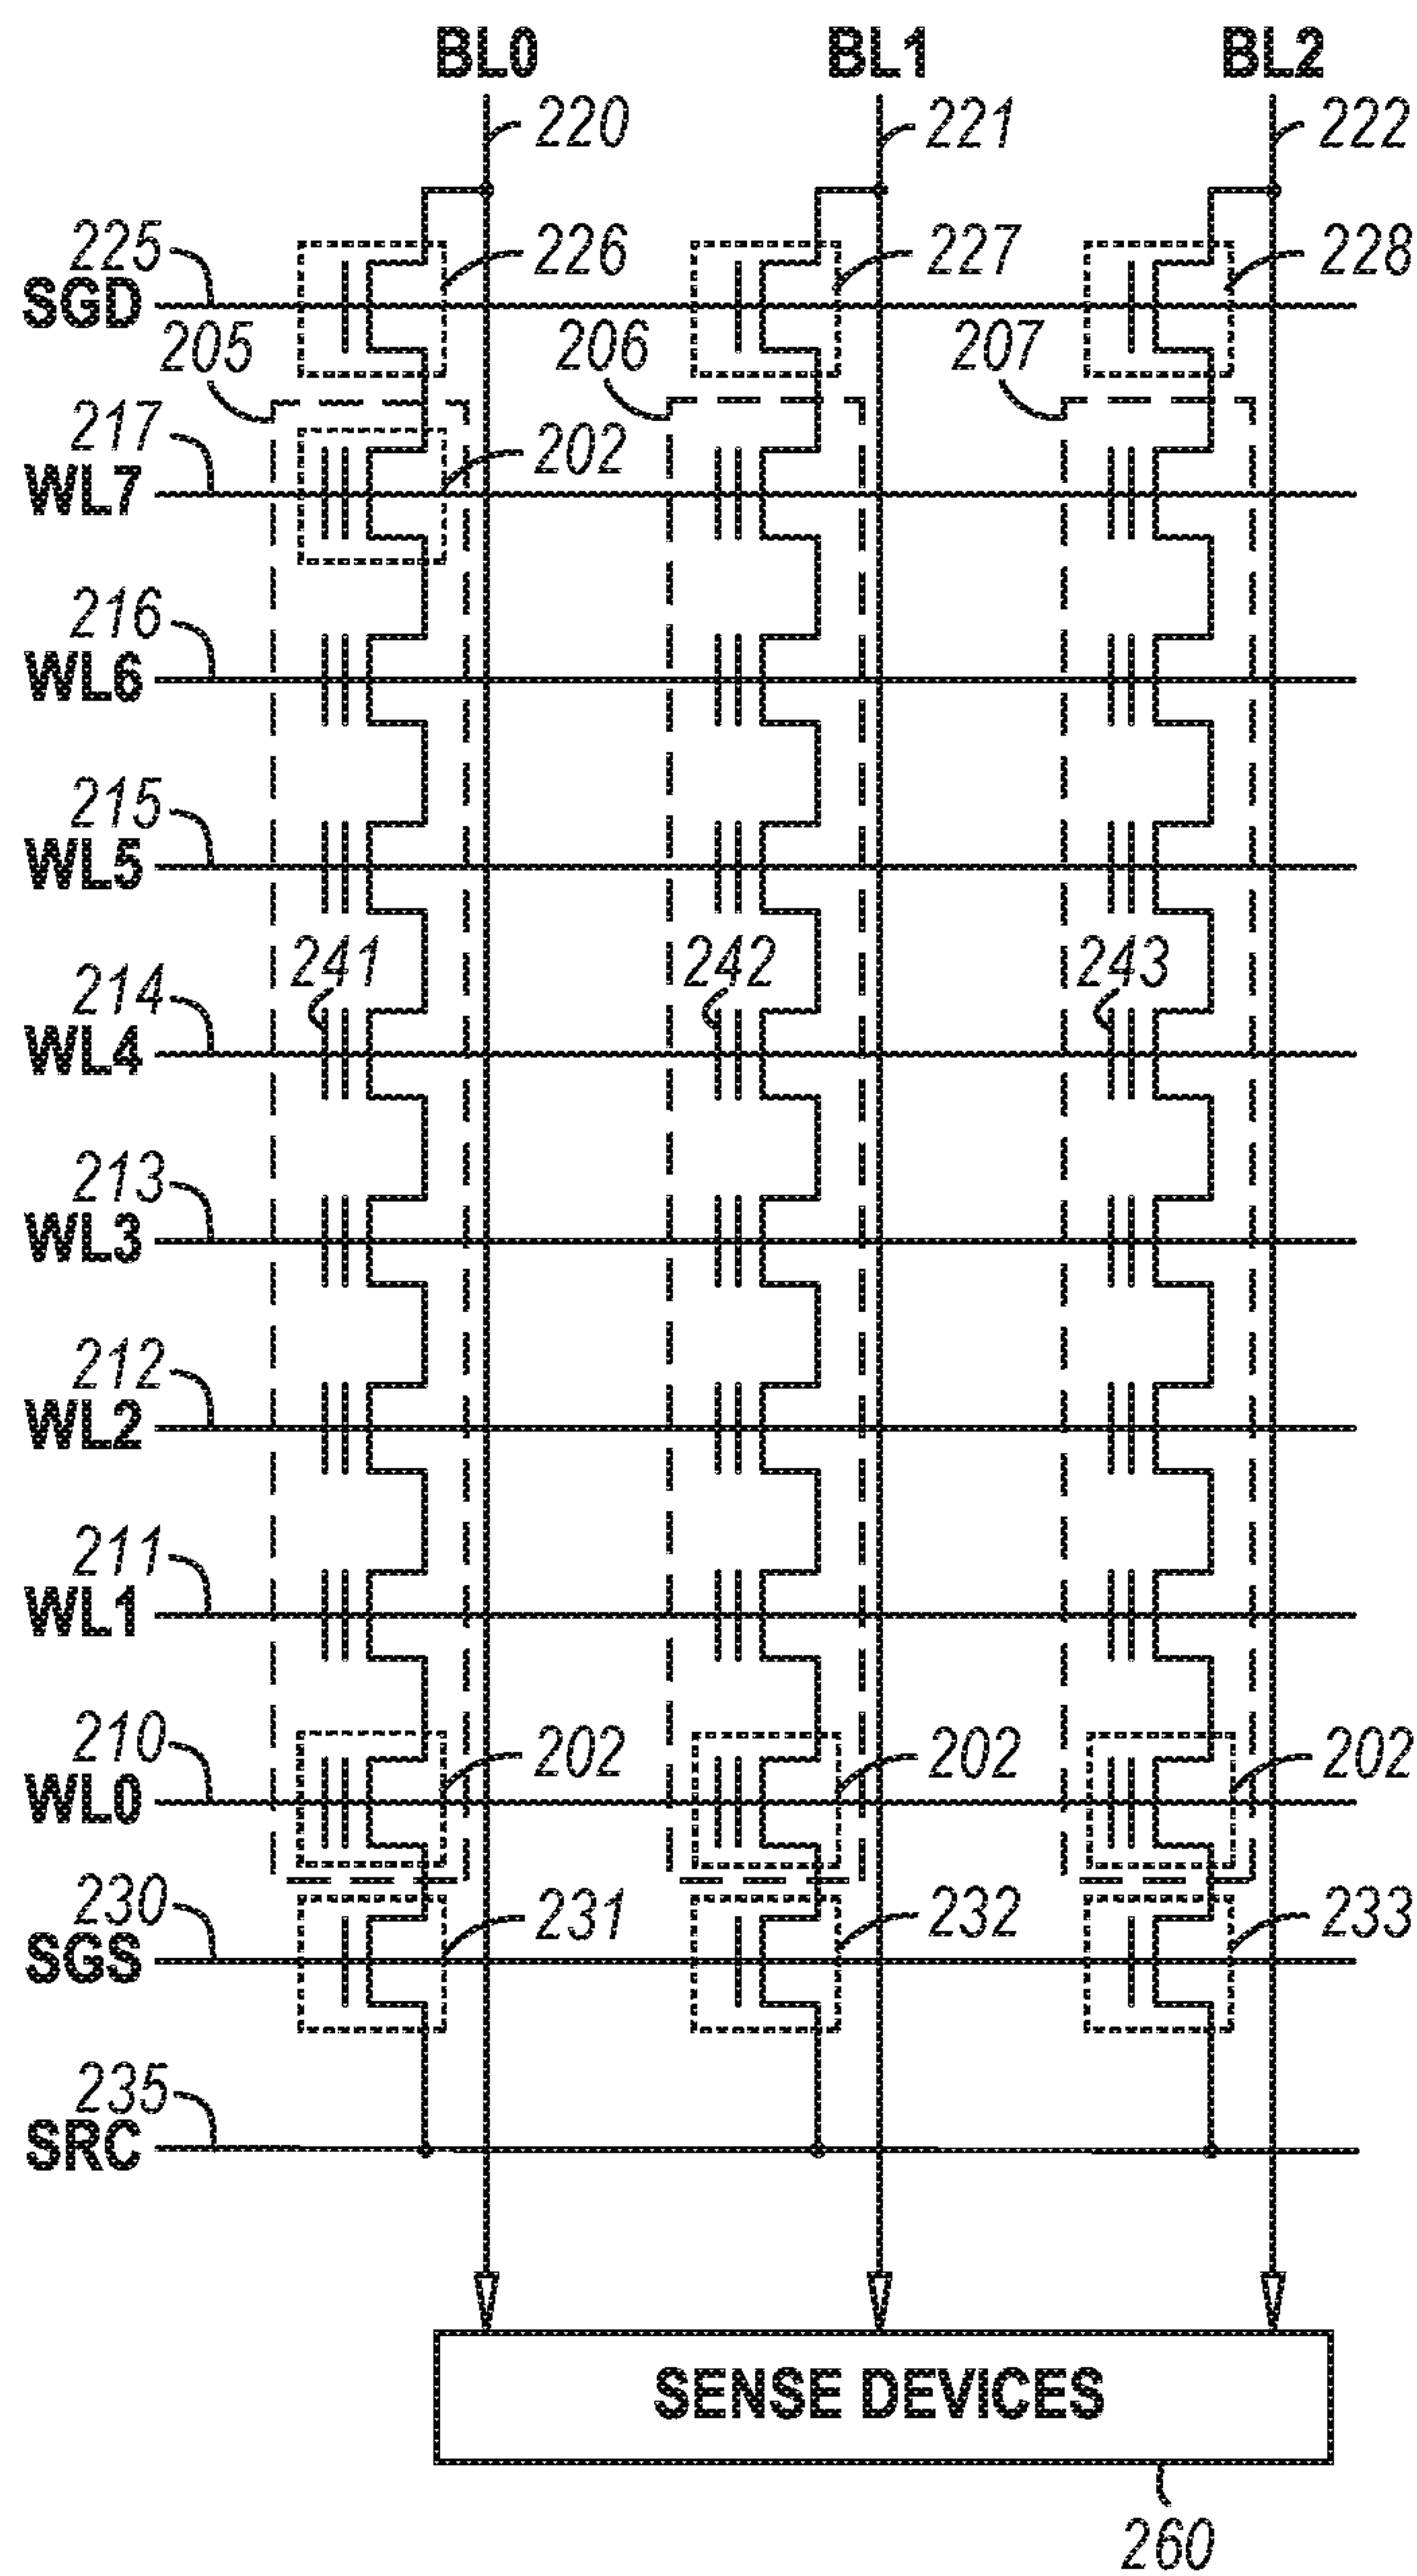 BL0 BL1 BL2
220 221 222
225 226 227 228
SGD
205 206 207
217 202
WL7
216
WL6
215
WL5
241 242 243
214
WL4
213
WL3
212
WL2
211
WL1
210 202 202 202
WL0
230 231 232 233
SGS
235
SRC
SENSE DEVICES
260